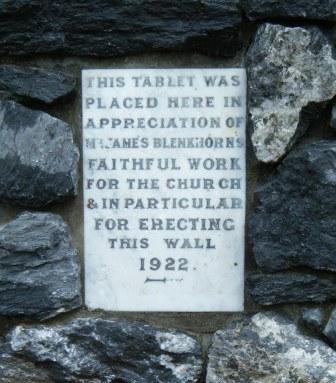 THIS TABLET WAS
PLACED HERE IN
APPRECIATION OF
MR JAMES BLENKHORNS
FAITHFUL WORK
FOR THE CHURCH
& IN PARTICULAR
FOR ERECTING
THIS WALL
1922.